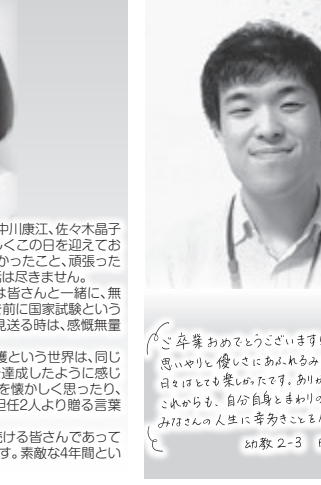 中川康江、佐々木晶子
しくこの日を迎えてお
かったこと、頑張った
話は尽きません。
は皆さんと一緒に、無
を前に国家試験という
見送る時は、感慨無量
護という世界は、同じ
を達成したように感じ
を懐かしく思ったり、
担任2人より贈る言葉
続ける皆さんであって
す。素敵な4年間とい
ご卒業おめでとうございます!
思いやりと優しさにあふれるみ
日々はとても楽しかったです。ありが
これからも、自分自身とまわりの
みなさんの人生に幸多きことを
幼教2-3